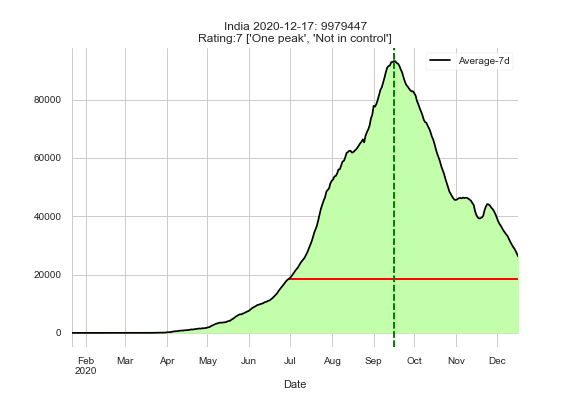 India 2020-12-17: 9979447
Rating:7 ['One peak', 'Not in control']
Average-7d
80000
60000
40000
20000
0
Feb Mar Apr May Jun Jul Aug Sep Oct Nov Dec
2020
Date